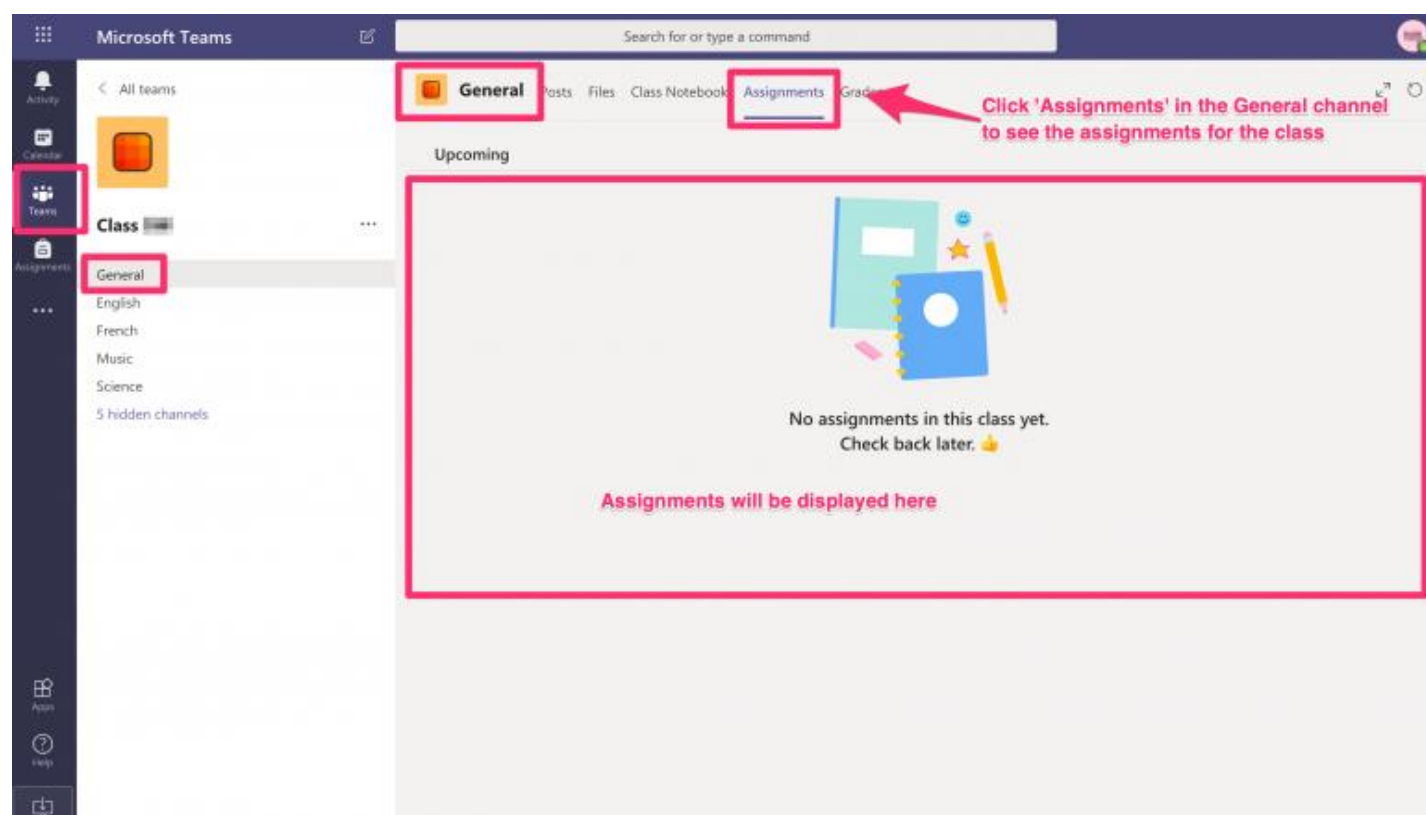 Microsoft Teams
Search for or type a command
Activity
Calendar
Teams
Assignments
Apps
Help
All teams
Class
General
English
French
Music
Science
5 hidden channels
General Posts Files Class Notebook Assignments Grades
Click 'Assignments' in the General channel
to see the assignments for the class
Upcoming
No assignments in this class yet.
Check back later. 👍
Assignments will be displayed here